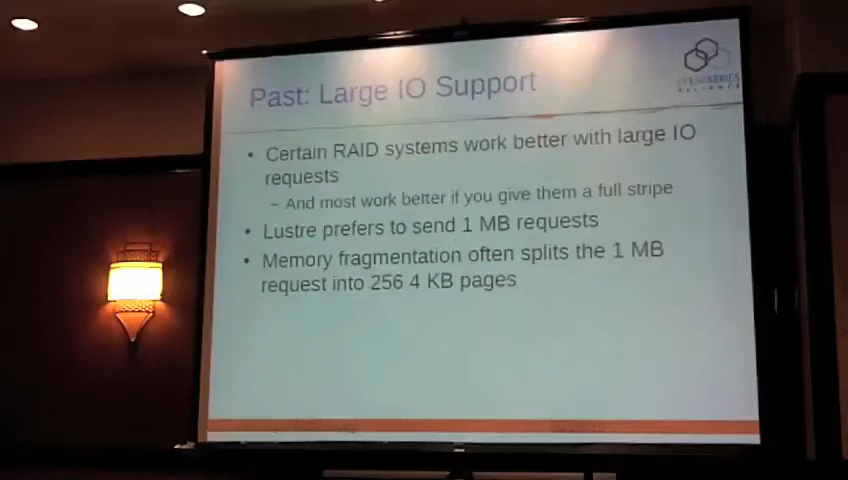 Past: Large IO Support
OPENFABRICS
ALLIANCE
• Certain RAID systems work better with large IO
requests
– And most work better if you give them a full stripe
• Lustre prefers to send 1 MB requests
• Memory fragmentation often splits the 1 MB
request into 256 4 KB pages